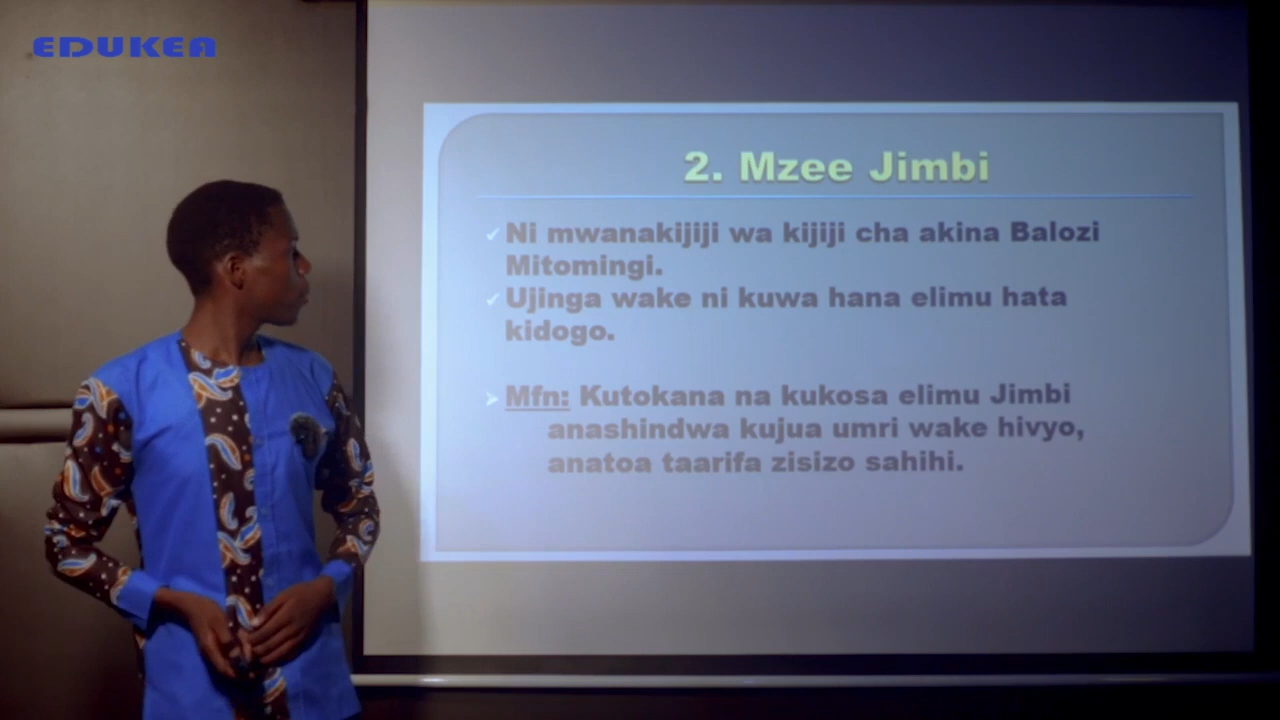 EDUKEA
2. Mzee Jimbi
Ni mwanakijiji wa kijiji cha akina Balozi
Mitomingi.
Ujinga wake ni kuwa hana elimu hata
kidogo.
Mfn: Kutokana na kukosa elimu Jimbi
anashindwa kujua umri wake hivyo,
anatoa taarifa zisizo sahihi.